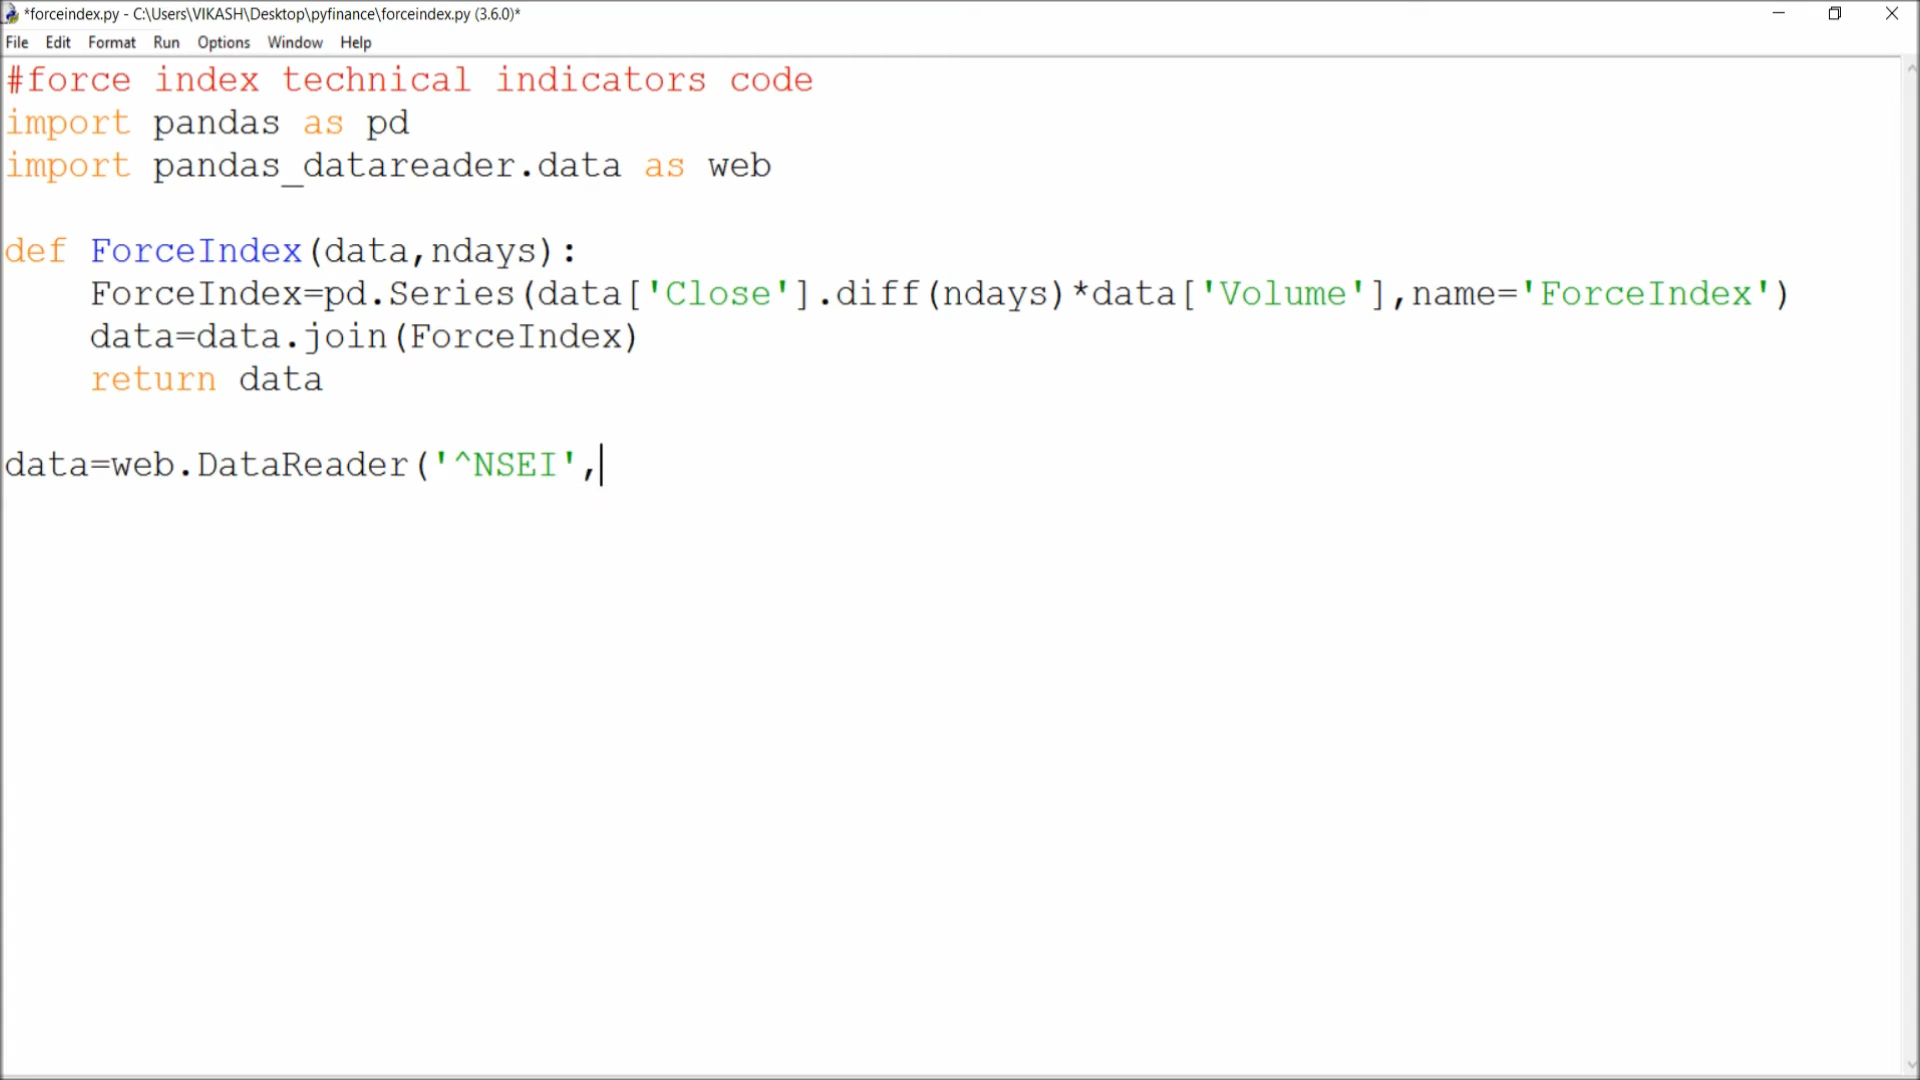 *forceindex.py - C:\Users\VIKASH\Desktop\pyfinance\forceindex.py (3.6.0)*
File Edit Format Run Options Window Help
#force index technical indicators code
import pandas as pd
import pandas_datareader.data as web
def ForceIndex(data,ndays):
    ForceIndex=pd.Series(data['Close'].diff(ndays)*data['Volume'],name='ForceIndex')
    data=data.join(ForceIndex)
    return data
data=web.DataReader('^NSEI',